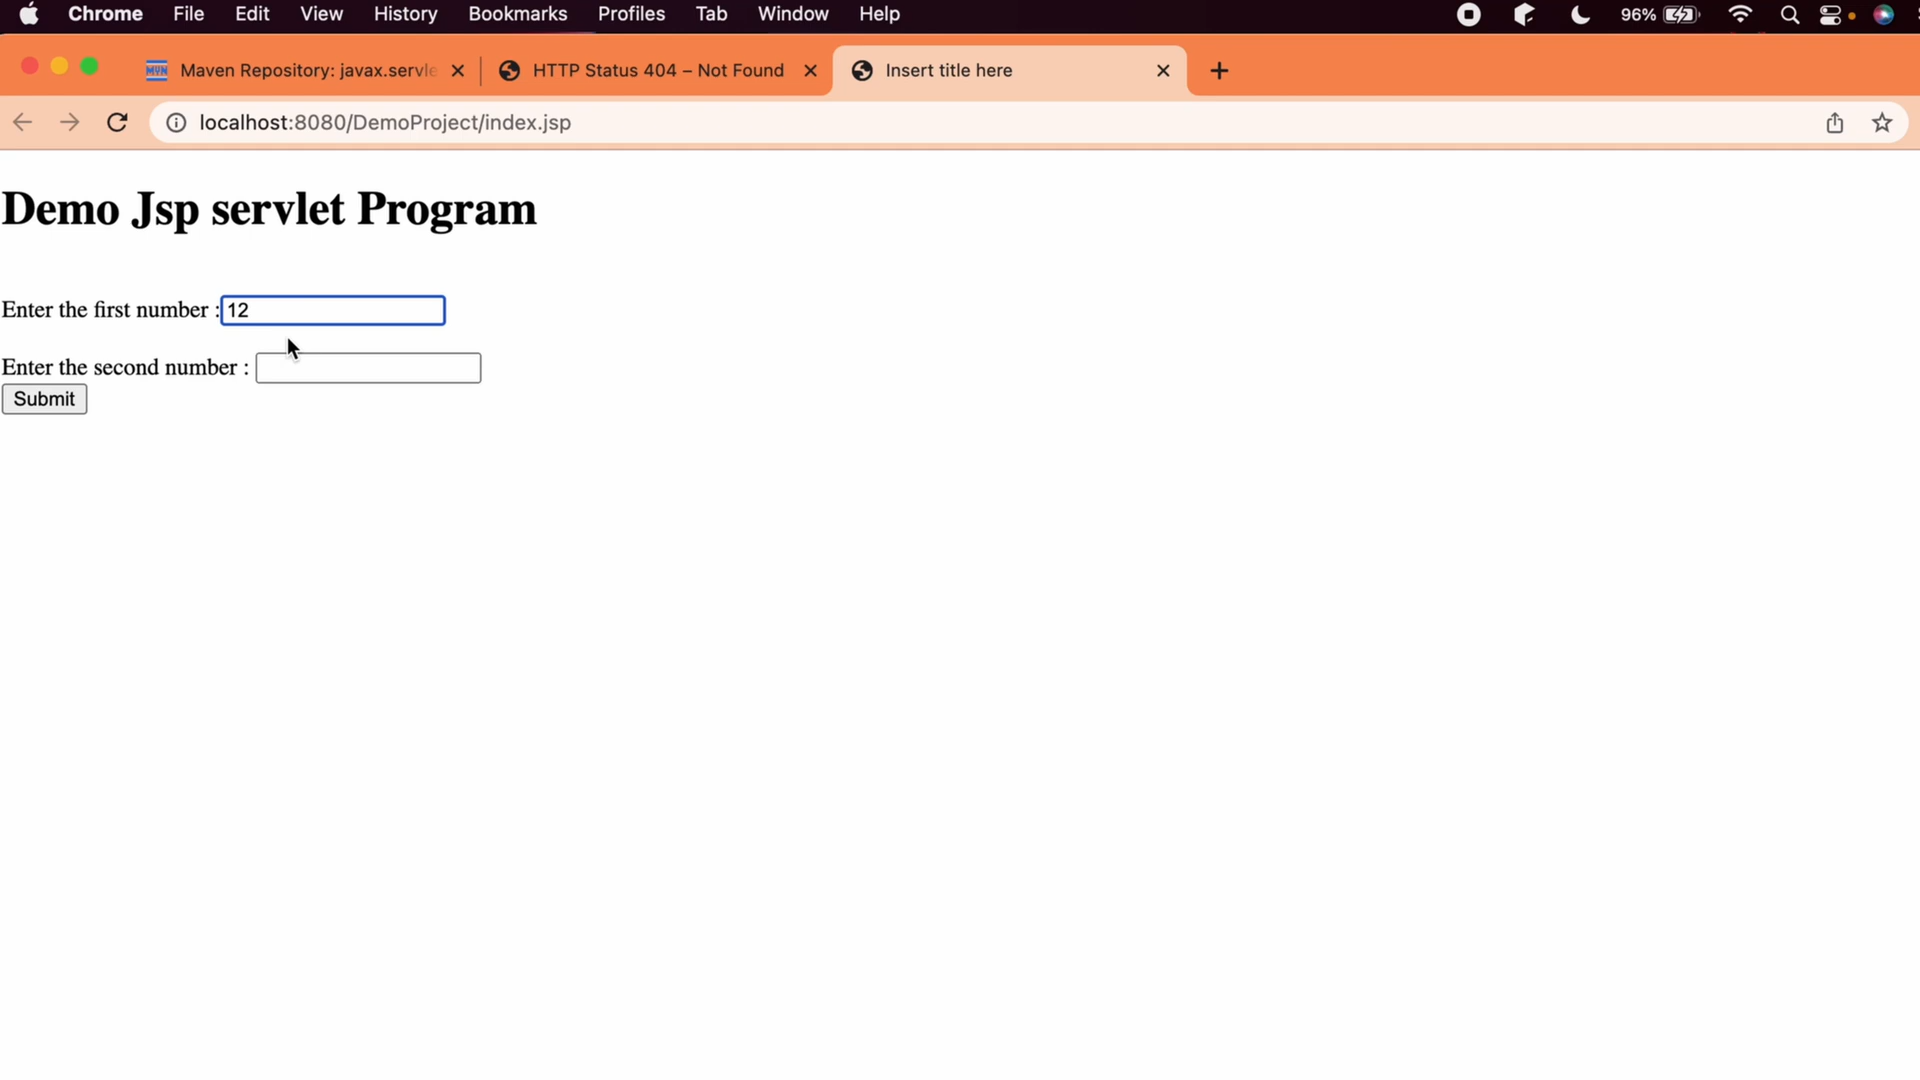 Chrome File Edit View History Bookmarks Profiles Tab Window Help 96%
MVN Maven Repository: javax.servle HTTP Status 404 – Not Found Insert title here
localhost:8080/DemoProject/index.jsp
Demo Jsp servlet Program
Enter the first number : 12
Enter the second number :
Submit